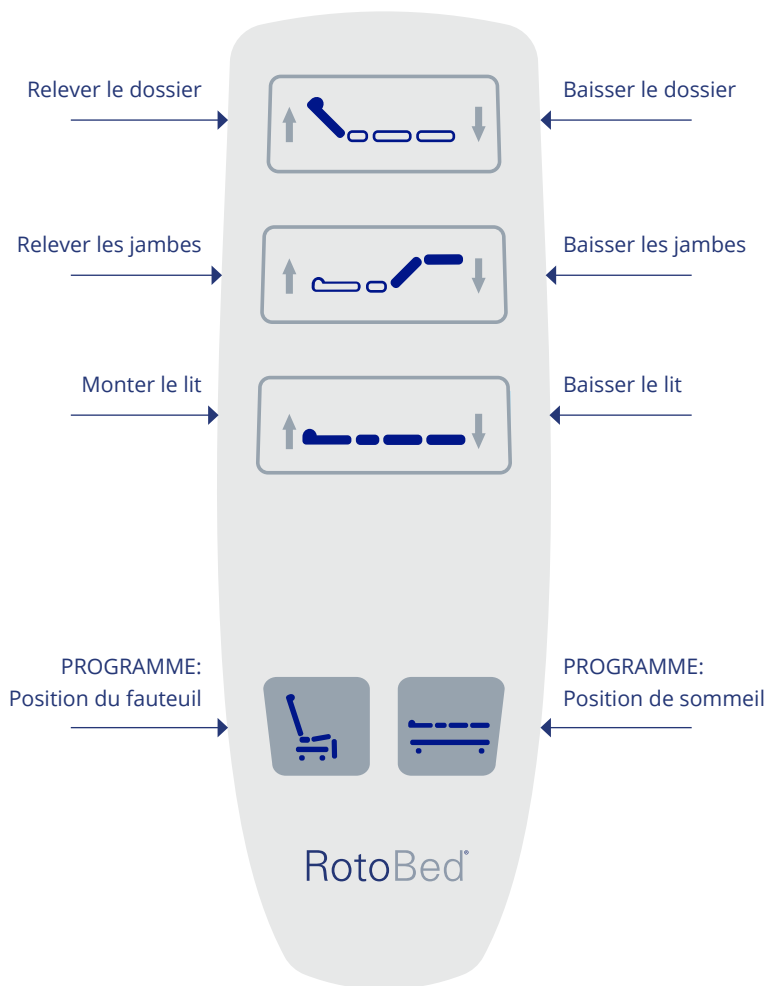 Relever le dossier
Baisser le dossier
Relever les jambes
Baisser les jambes
Monter le lit
Baisser le lit
PROGRAMME:
Position du fauteuil
PROGRAMME:
Position de sommeil
RotoBed®